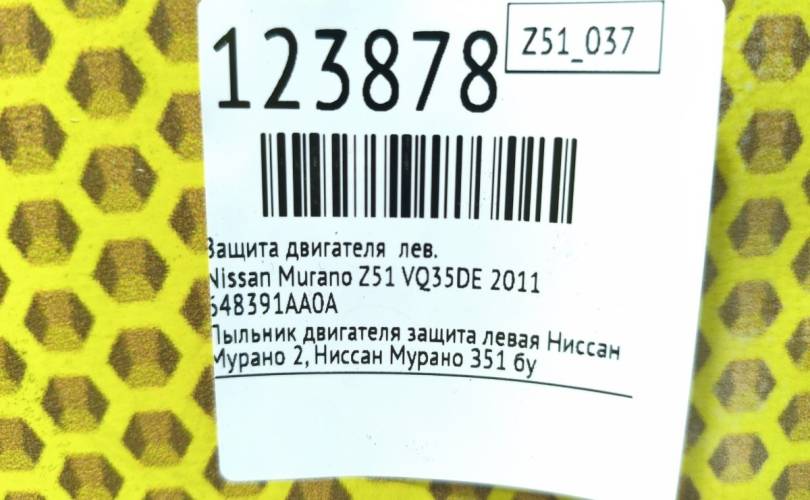 123878
Z51_037
Защита двигателя лев.
Nissan Murano Z51 VQ35DE 2011
648391AA0A
Пыльник двигателя защита левая Ниссан
Мурано 2, Ниссан Мурано З51 бу